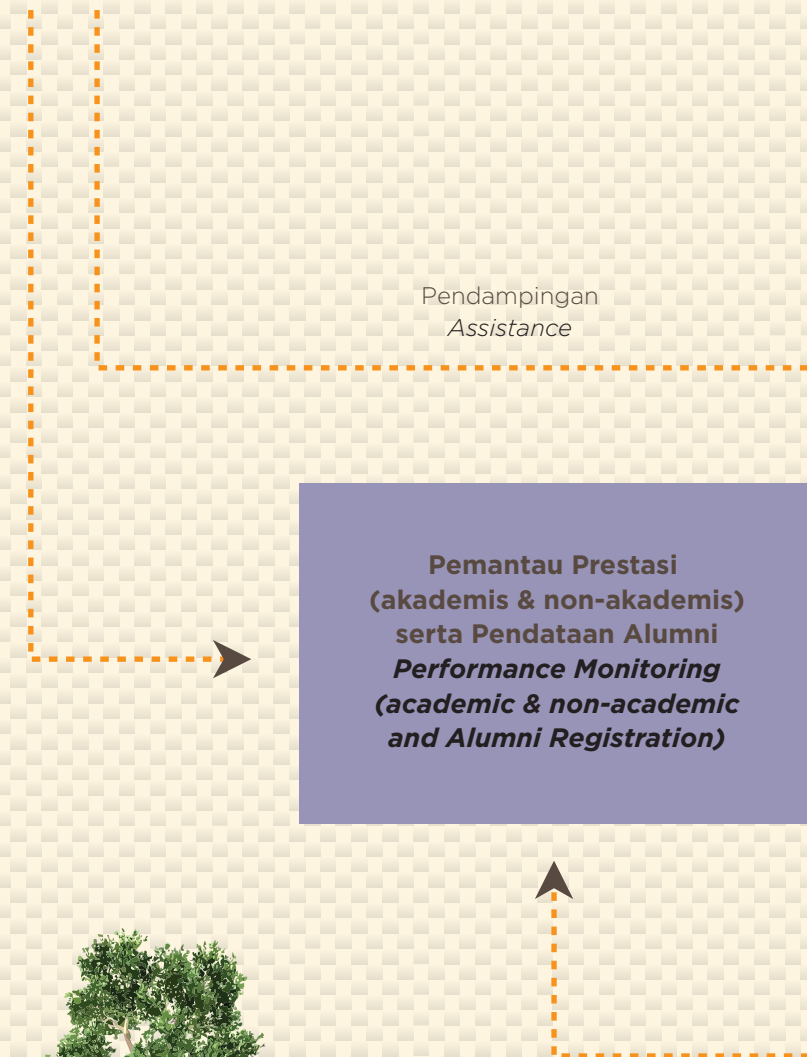 Pendampingan
Assistance
Pemantau Prestasi
(akademis & non-akademis)
serta Pendataan Alumni
Performance Monitoring
(academic & non-academic
and Alumni Registration)